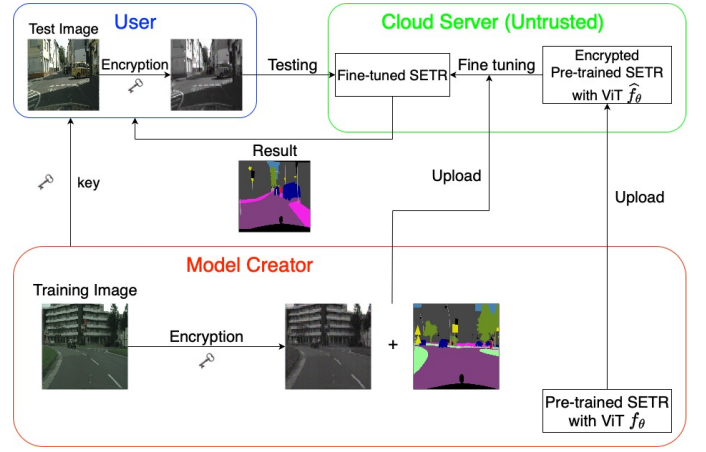 User
Cloud Server (Untrusted)
Test Image
Encryption
Testing
Fine-tuned SETR
Fine tuning
Encrypted
Pre-trained SETR
with ViT f̂θ
Result
key
Upload
Upload
Model Creator
Training Image
Encryption
+
Pre-trained SETR
with ViT fθ